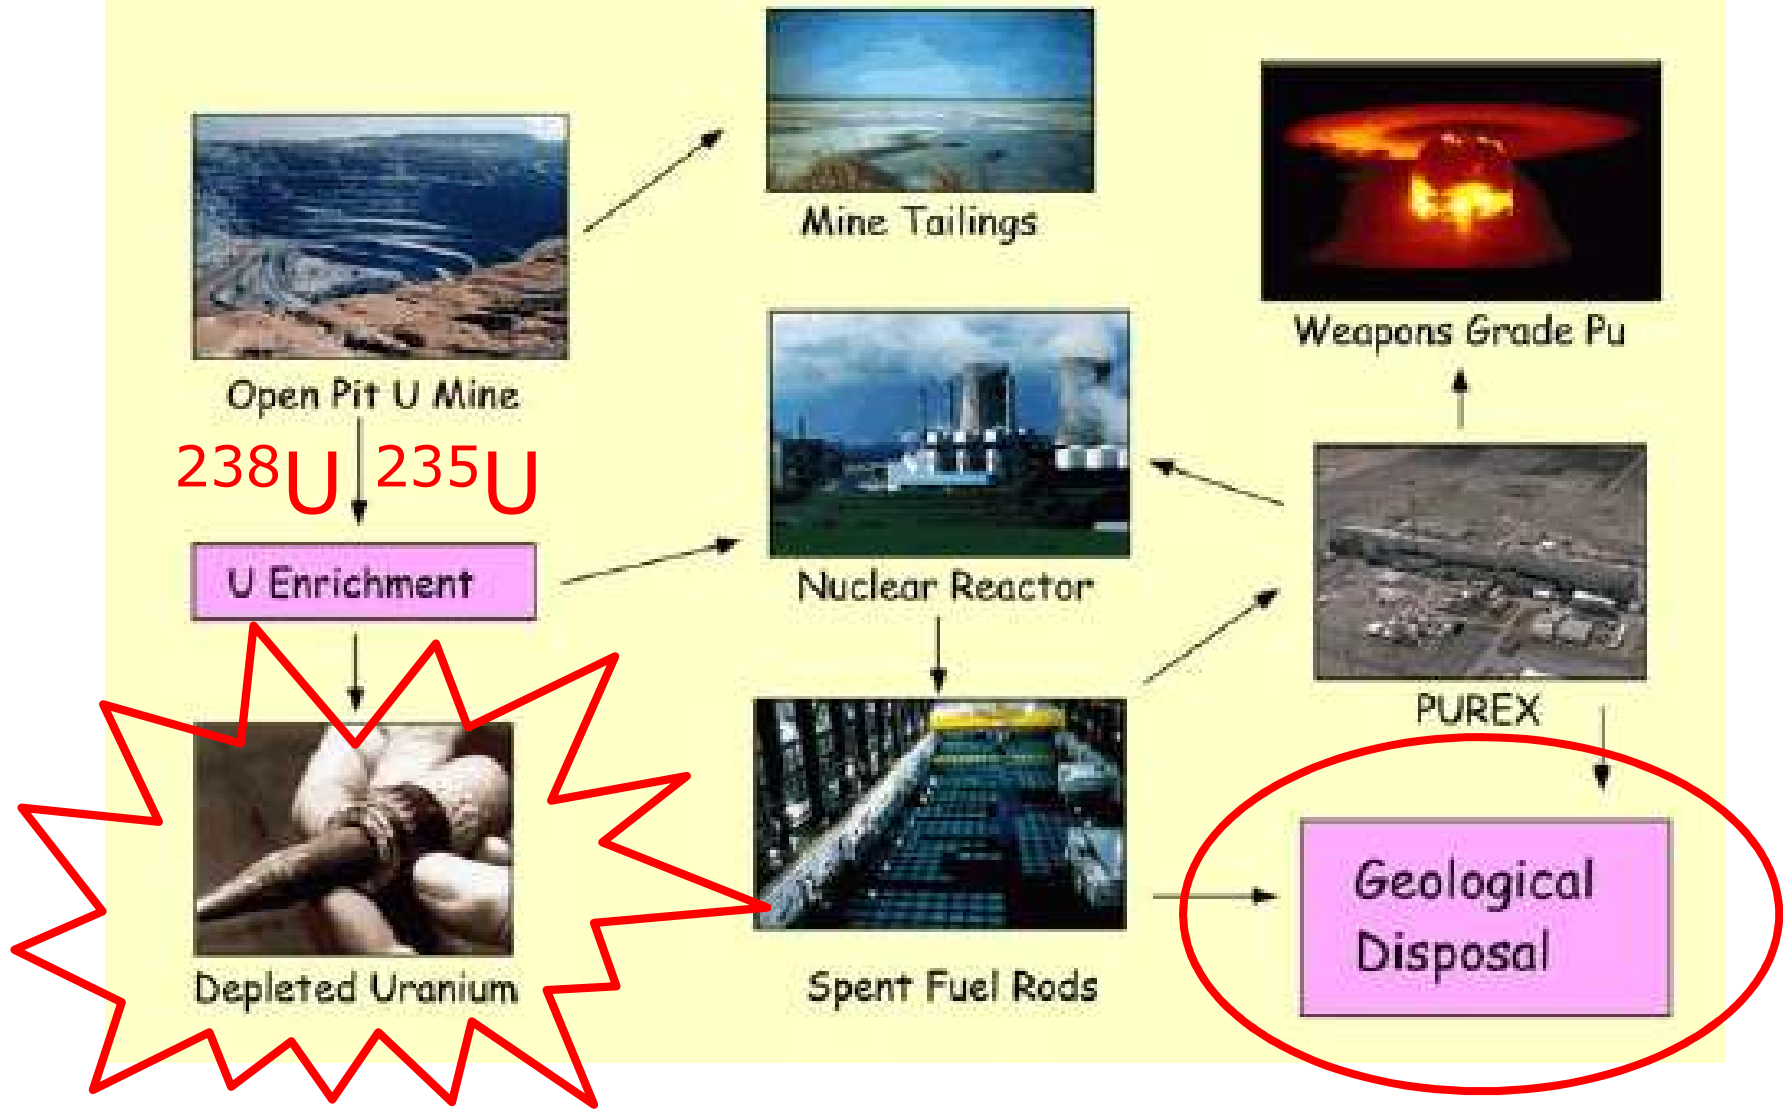 Mine Tailings
Weapons Grade Pu
Open Pit U Mine
238U 235U
U Enrichment
Nuclear Reactor
PUREX
Geological
Disposal
Depleted Uranium
Spent Fuel Rods